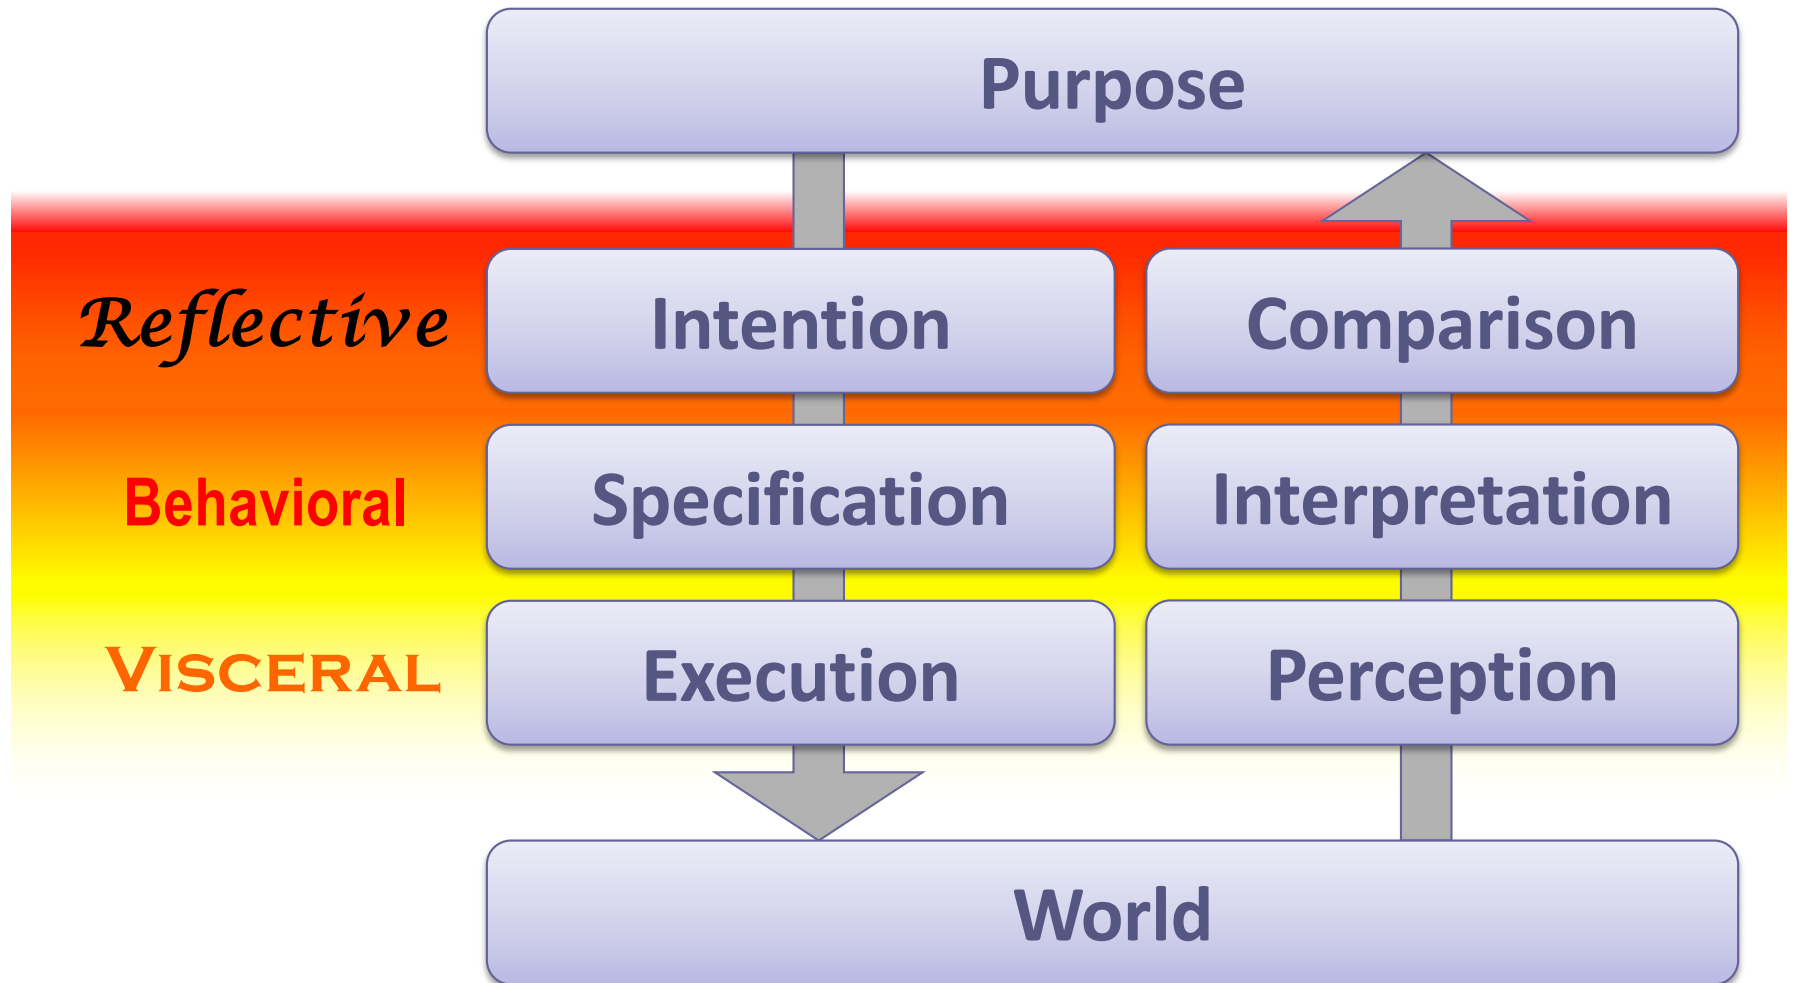 Purpose
Reflective
Intention
Comparison
Behavioral
Specification
Interpretation
VISCERAL
Execution
Perception
World